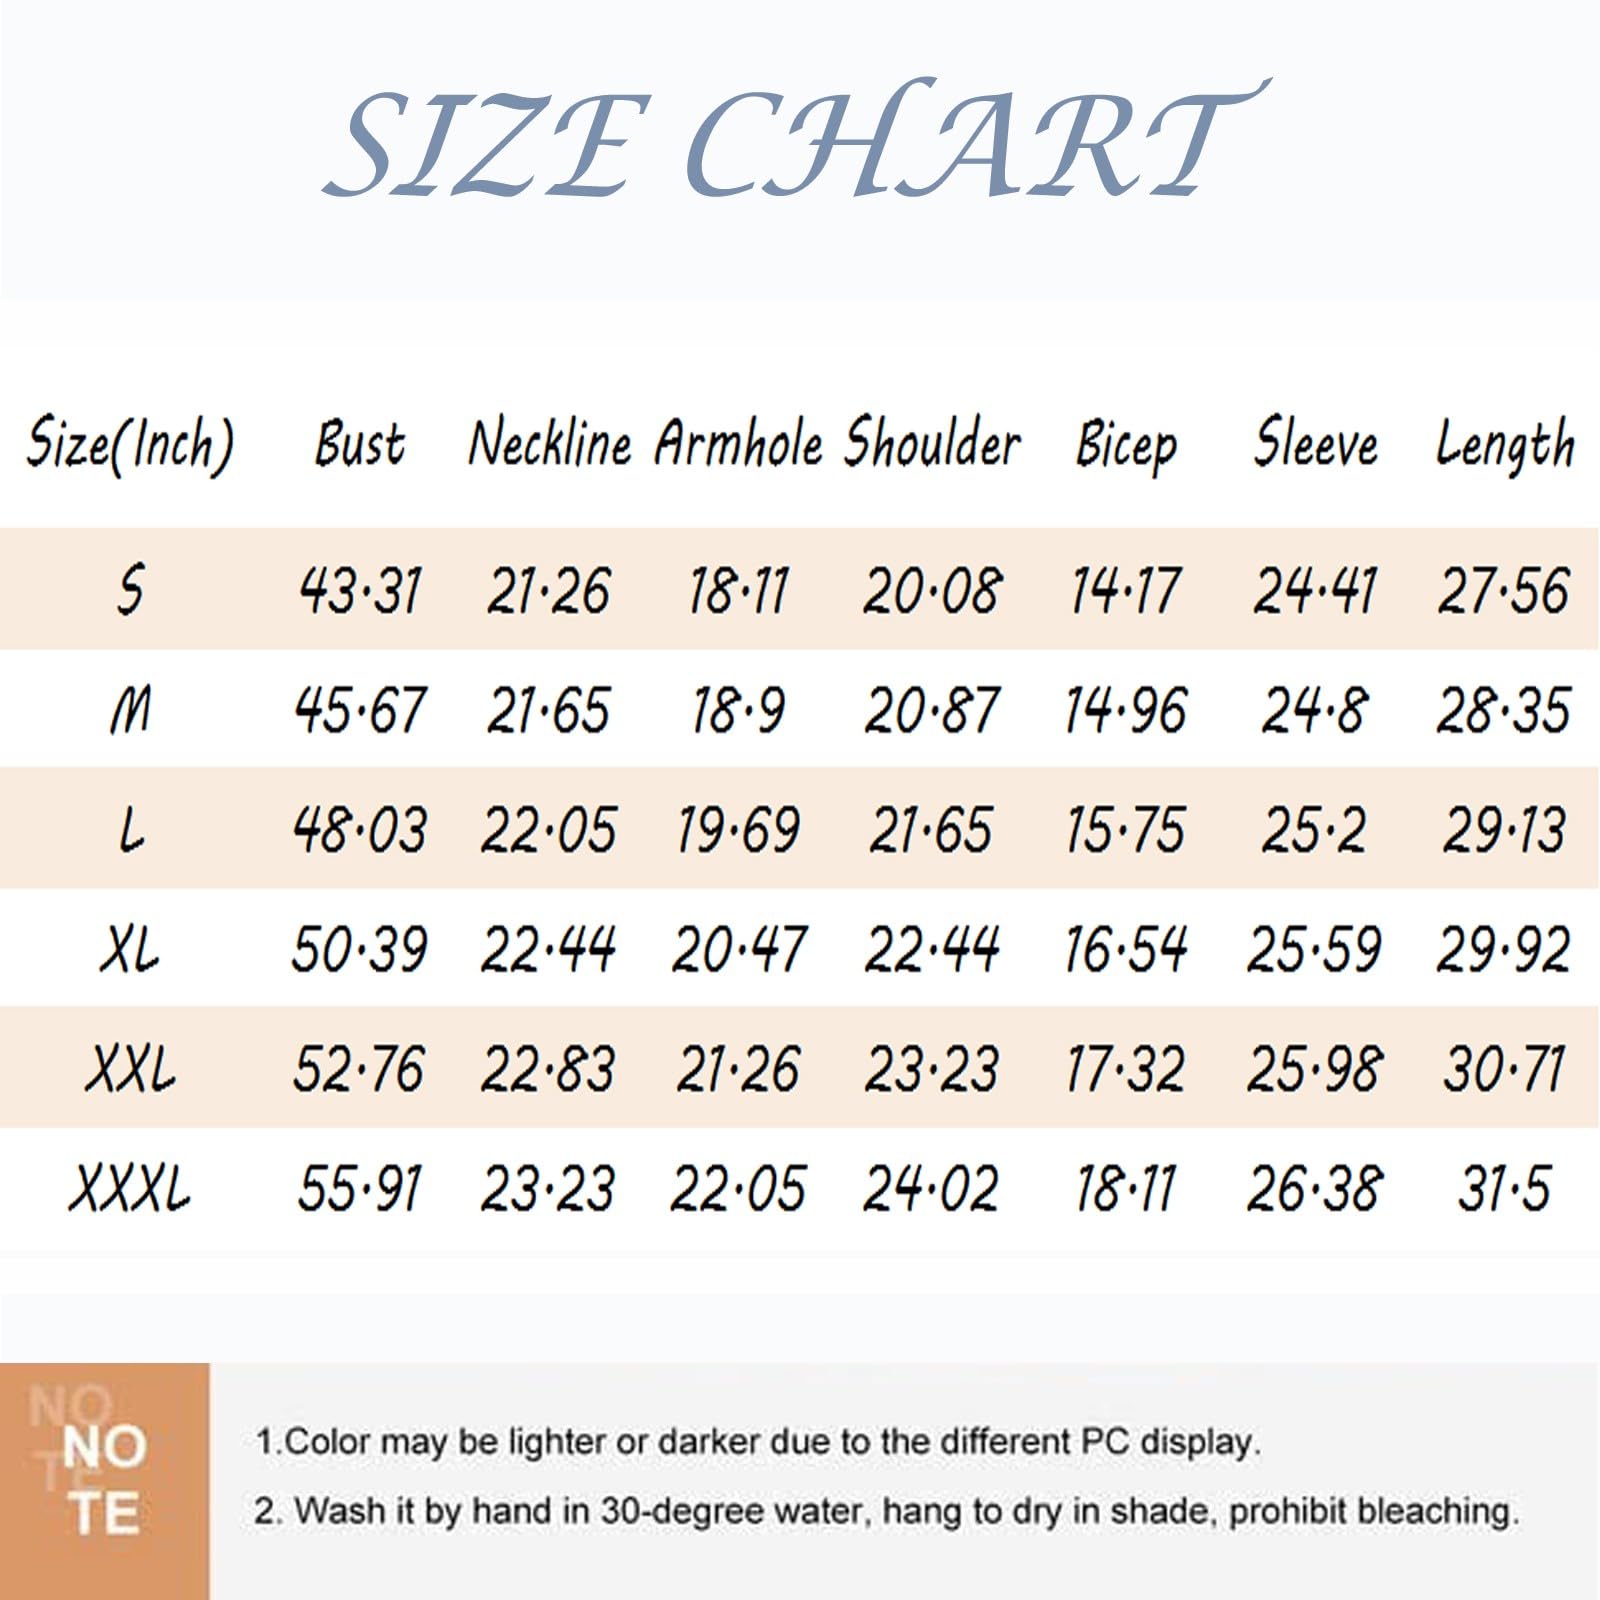 SIZE CHART
Size(Inch) Bust Neckline Armhole Shoulder Bicep Sleeve Length
S 43·31 21·26 18·11 20·08 14·17 24·41 27·56
M 45·67 21·65 18·9 20·87 14·96 24·8 28·35
L 48·03 22·05 19·69 21·65 15·75 25·2 29·13
XL 50·39 22·44 20·47 22·44 16·54 25·59 29·92
XXL 52·76 22·83 21·26 23·23 17·32 25·98 30·71
XXXL 55·91 23·23 22·05 24·02 18·11 26·38 31·5
NO
TE
NO
TE
1.Color may be lighter or darker due to the different PC display.
2. Wash it by hand in 30-degree water, hang to dry in shade, prohibit bleaching.